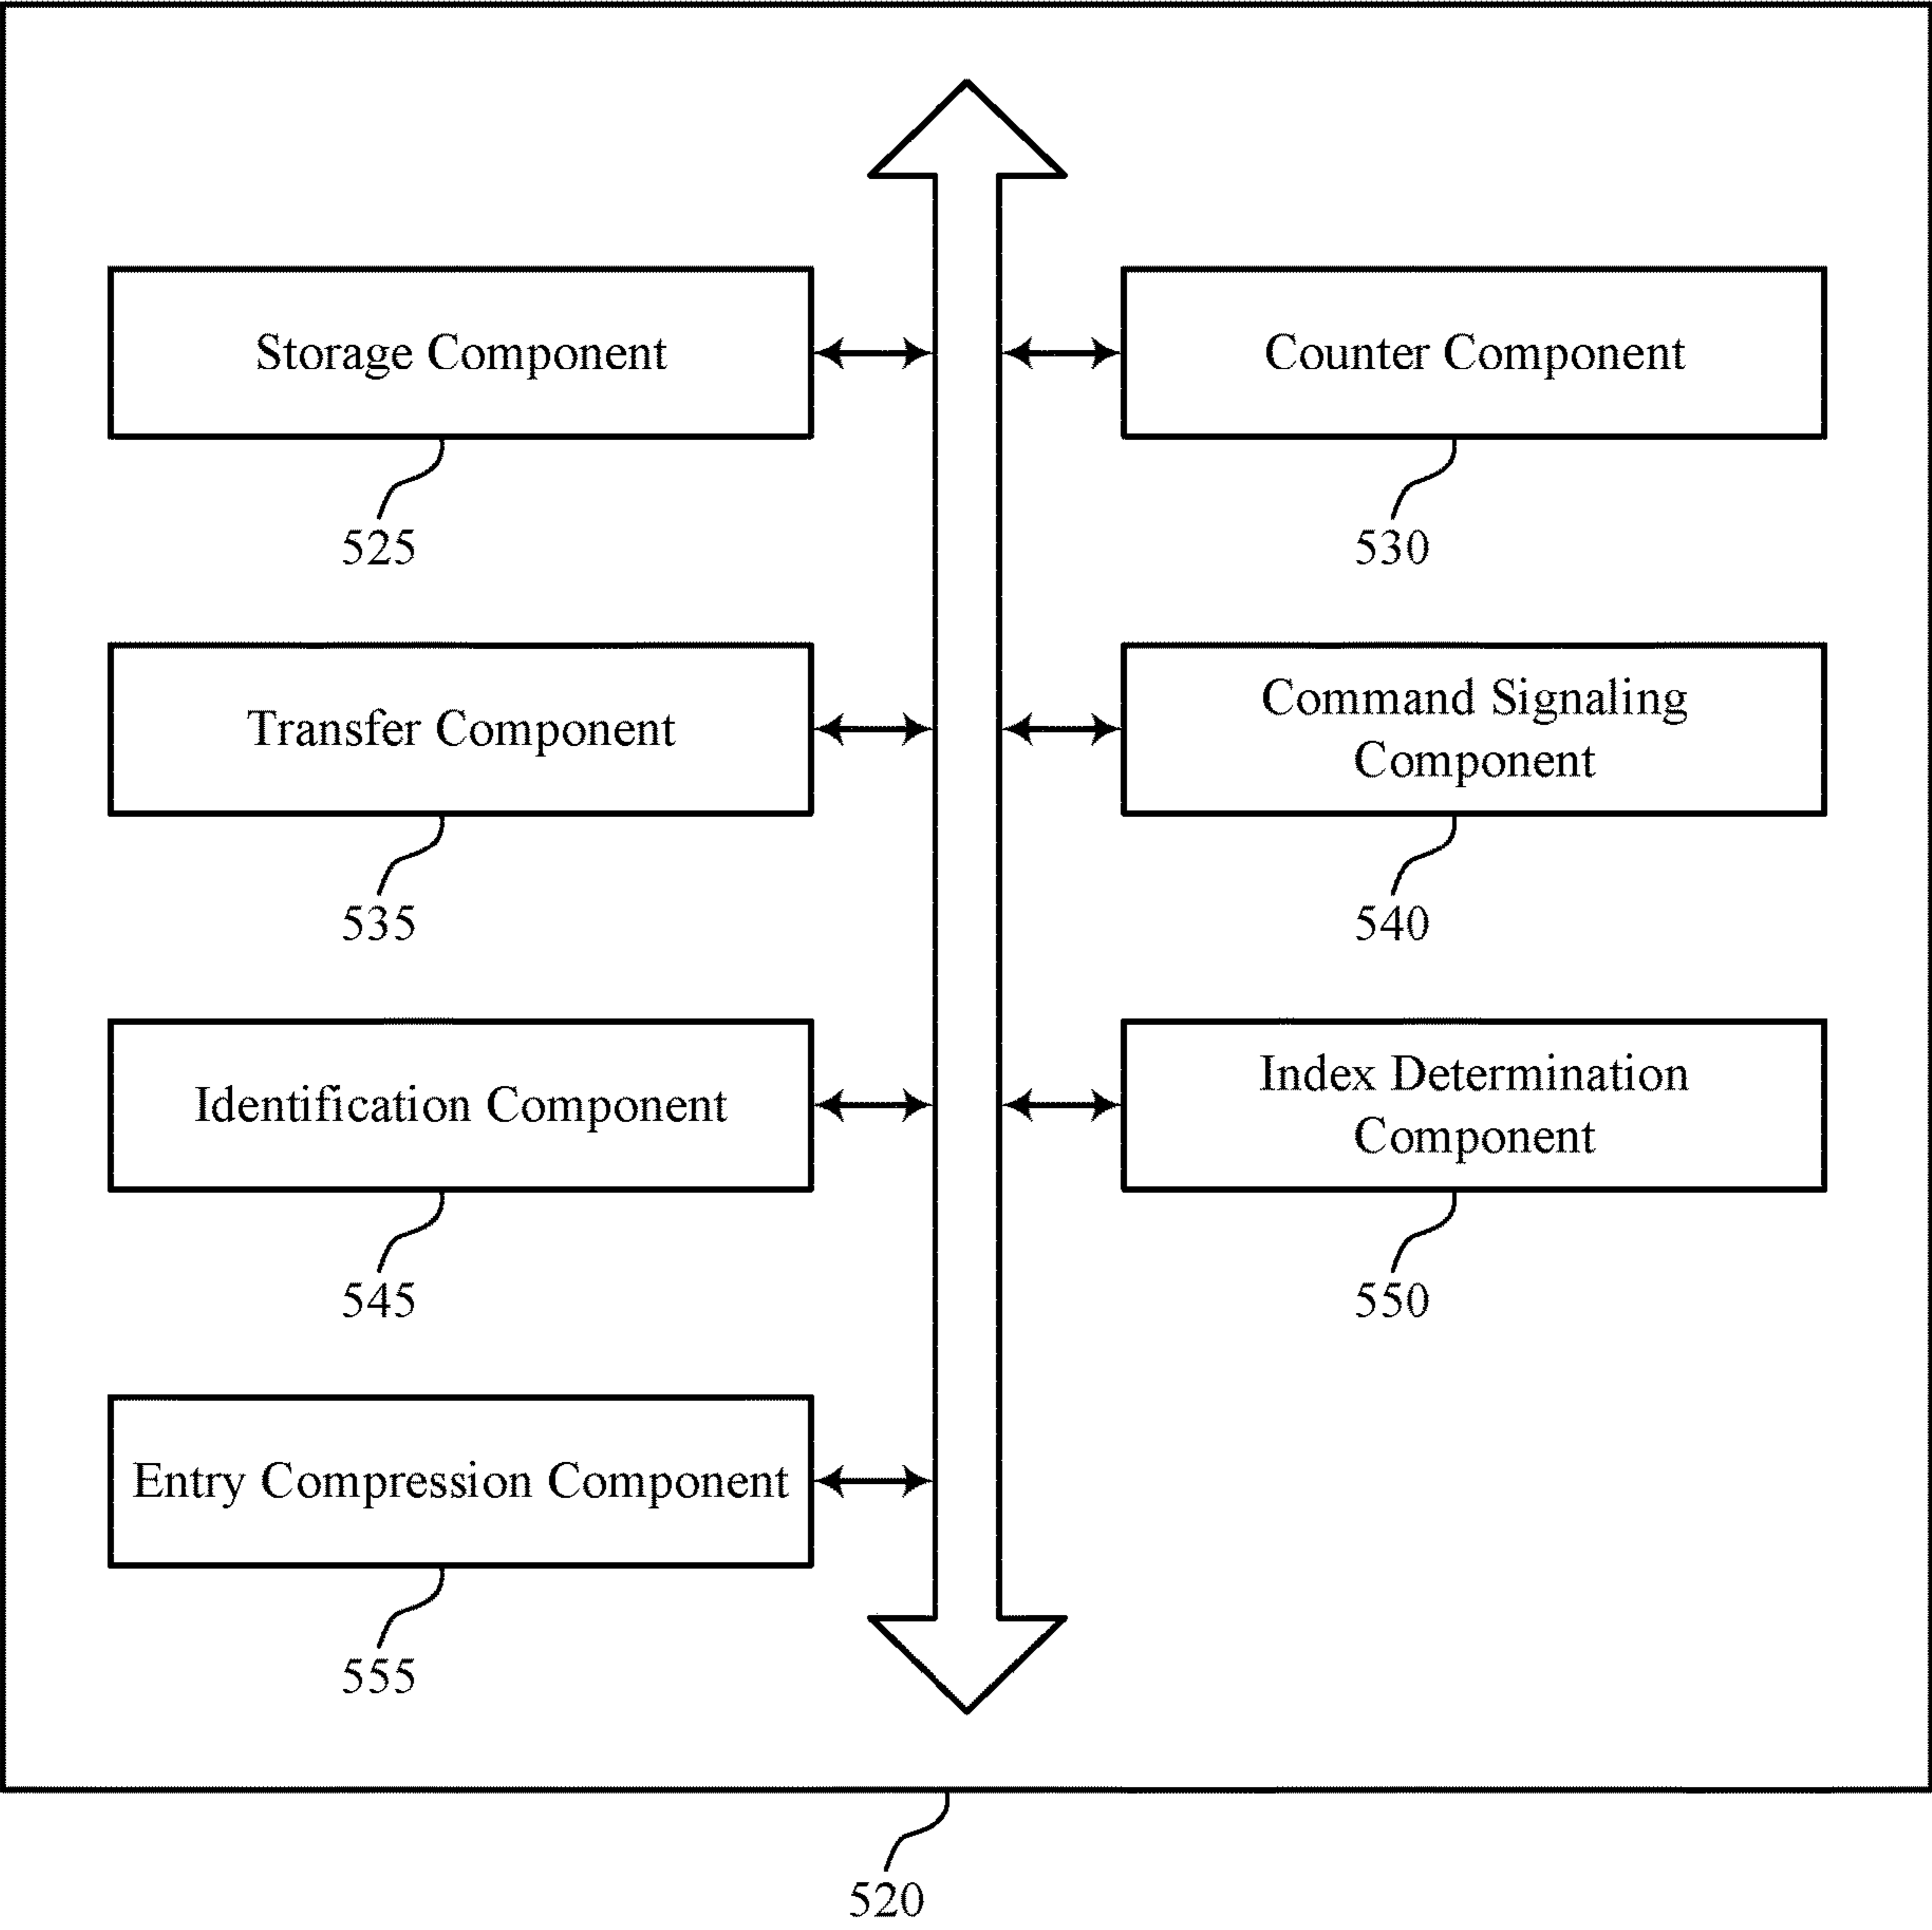 Storage Component
525
Counter Component
530
Transfer Component
535
Command Signaling
Component
540
Identification Component
545
Index Determination
Component
550
Entry Compression Component
555
520